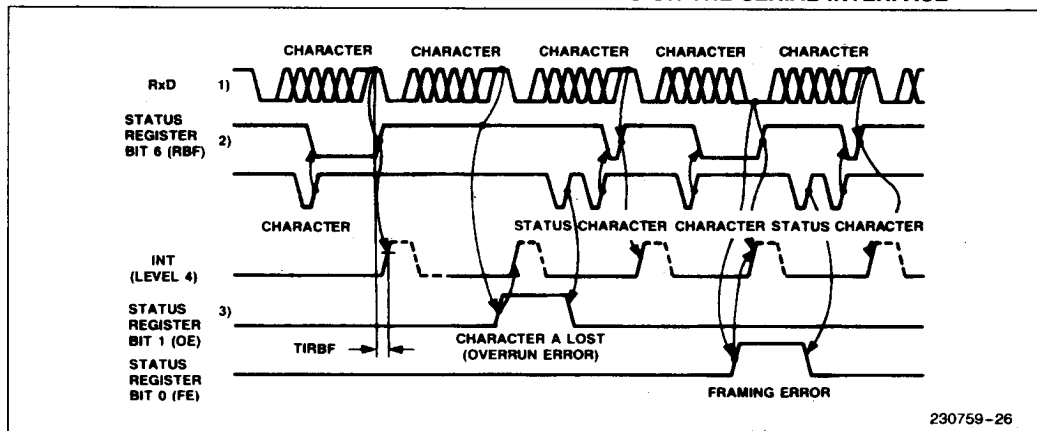 CHARACTER CHARACTER CHARACTER CHARACTER CHARACTER
RxD 1)
STATUS
REGISTER 2)
BIT 6 (RBF)
CHARACTER STATUS CHARACTER CHARACTER STATUS CHARACTER
INT
(LEVEL 4)
STATUS 3)
REGISTER
BIT 1 (OE)
TIRBF
CHARACTER A LOST
(OVERRUN ERROR)
STATUS
REGISTER
BIT 0 (FE)
FRAMING ERROR
230759-26